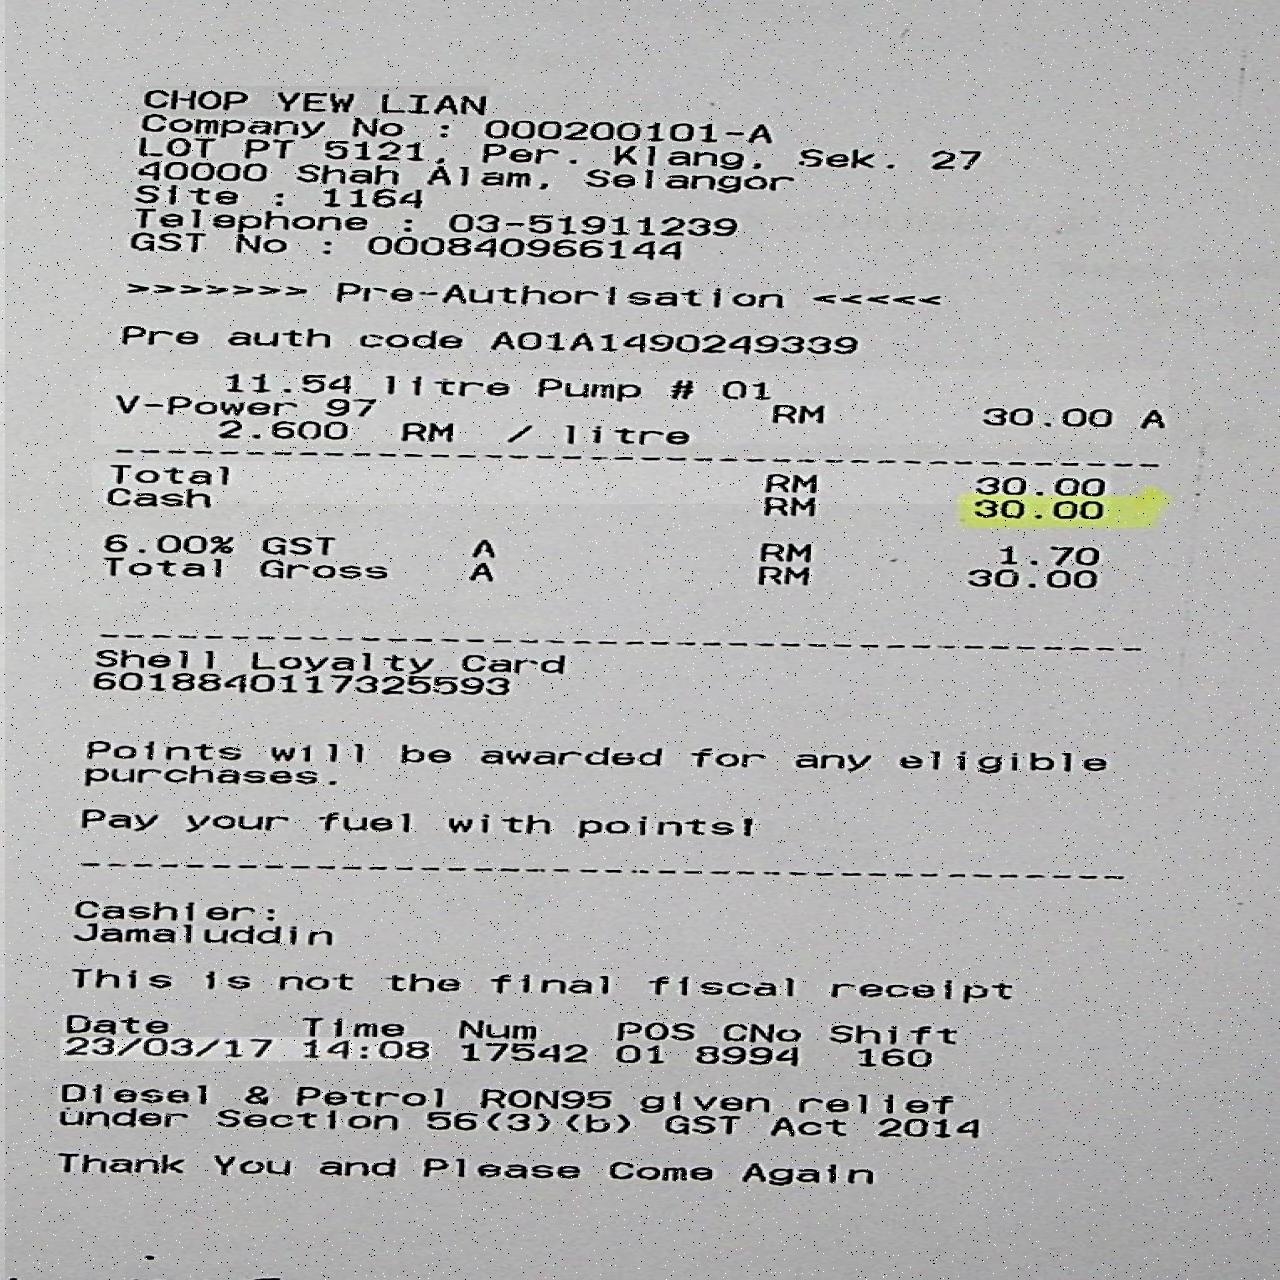 CHOP YEW LIAN
Company No : 000200101-A
LOT PT 5121, Per. Klang, Sek. 27
40000 Shah Alam, Selangor
Site : 1164
Telephone : 03-51911239
GST No : 000840966144
>>>>>>> Pre-Authorisation <<<<<
Pre auth code A01A1490249339
11.54 litre Pump # 01
V-Power 97 RM 30.00 A
2.600 RM / litre
Total RM 30.00
Cash RM 30.00
6.00% GST A RM 1.70
Total Gross A RM 30.00
Shell Loyalty Card
6018840117325593
Points will be awarded for any eligible
purchases.
Pay your fuel with points!
Cashier:
Jamaluddin
This is not the final fiscal receipt
Date Time Num POS CNo Shift
23/03/17 14:08 17542 01 8994 160
Diesel & Petrol RON95 given relief
under Section 56(3)(b) GST Act 2014
Thank You and Please Come Again